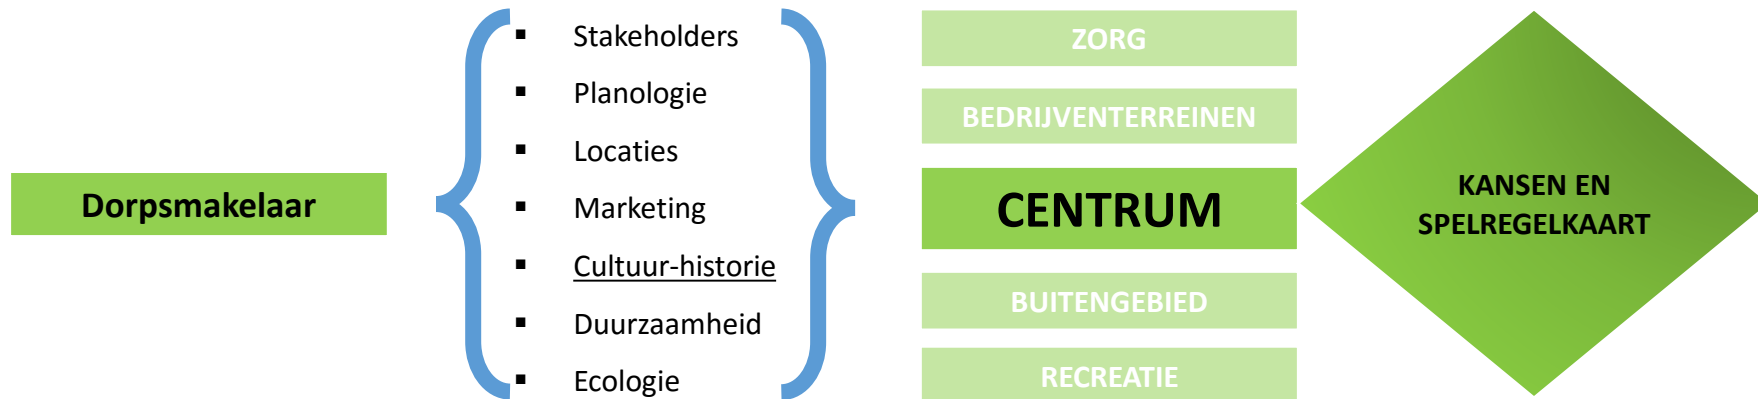 Dorpsmakelaar
▪ Stakeholders
▪ Planologie
▪ Locaties
▪ Marketing
▪ Cultuur-historie
▪ Duurzaamheid
▪ Ecologie
ZORG
BEDRIJVENTERREINEN
CENTRUM
BUITENGEBIED
RECREATIE
KANSEN EN
SPELREGELKAART